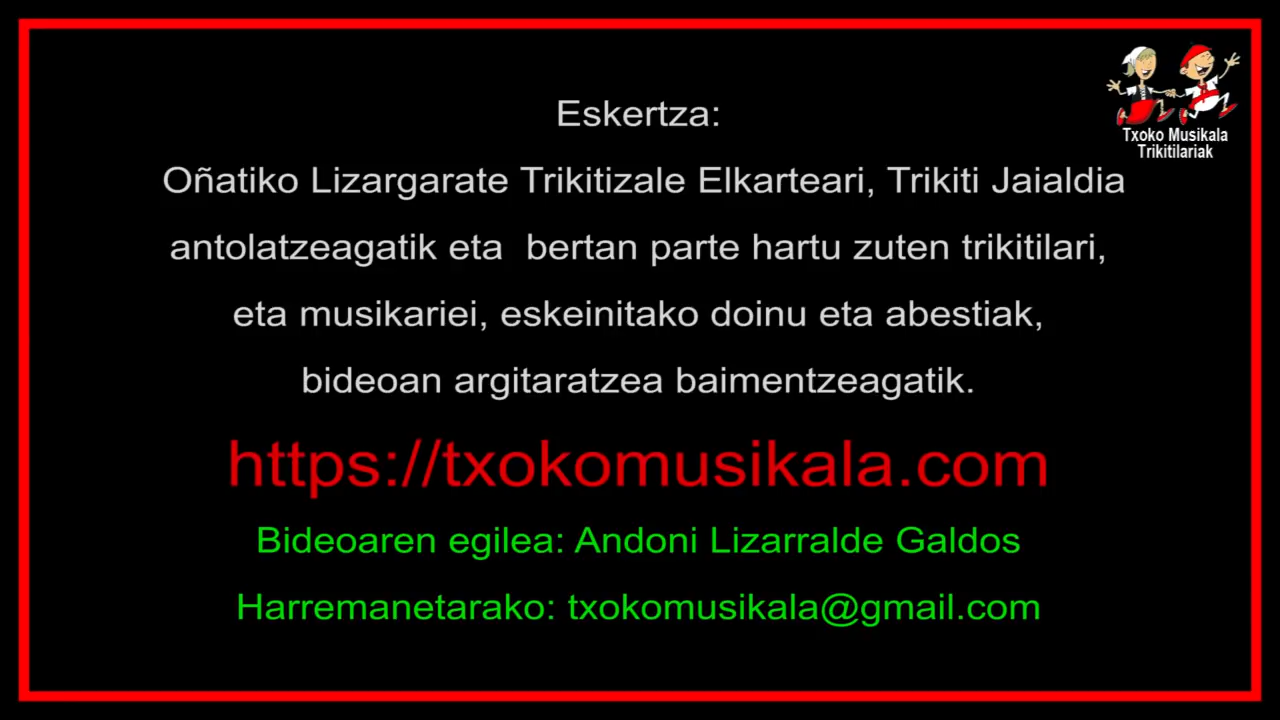 Txoko Musikala
Trikitilariak
Eskertza:
Oñatiko Lizargarate Trikitizale Elkarteari, Trikiti Jaialdia
antolatzeagatik eta  bertan parte hartu zuten trikitilari,
eta musikariei, eskeinitako doinu eta abestiak,
bideoan argitaratzea baimentzeagatik.
https://txokomusikala.com
Bideoaren egilea: Andoni Lizarralde Galdos
Harremanetarako: txokomusikala@gmail.com